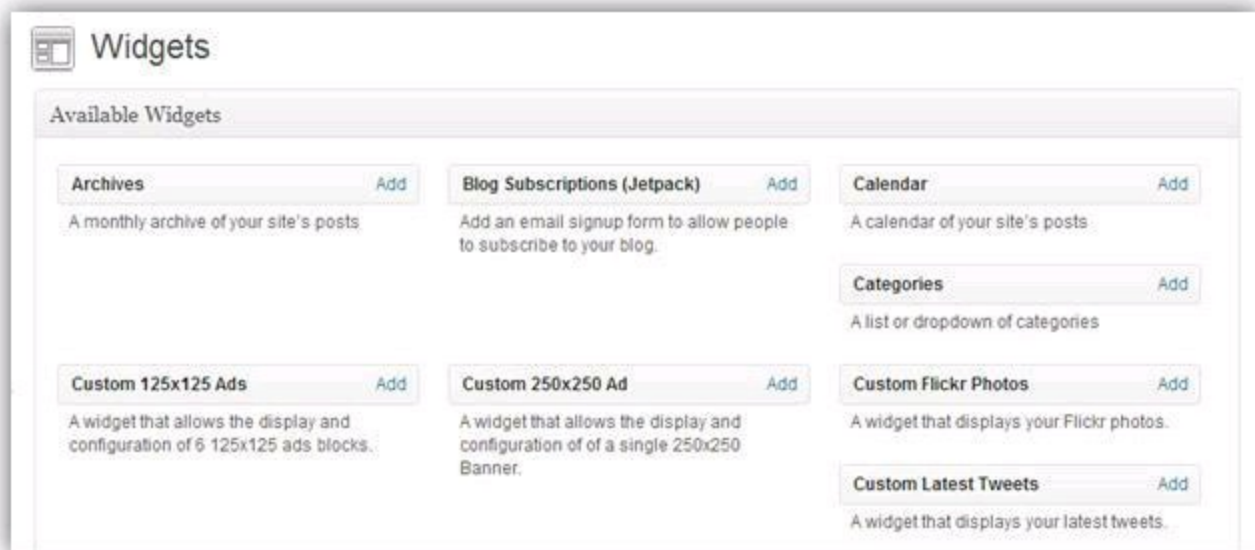 Widgets
Available Widgets
Archives Add
A monthly archive of your site's posts
Blog Subscriptions (Jetpack) Add
Add an email signup form to allow people
to subscribe to your blog.
Calendar Add
A calendar of your site's posts
Categories Add
A list or dropdown of categories
Custom 125x125 Ads Add
A widget that allows the display and
configuration of 6 125x125 ads blocks.
Custom 250x250 Ad Add
A widget that allows the display and
configuration of of a single 250x250
Banner.
Custom Flickr Photos Add
A widget that displays your Flickr photos.
Custom Latest Tweets Add
A widget that displays your latest tweets.